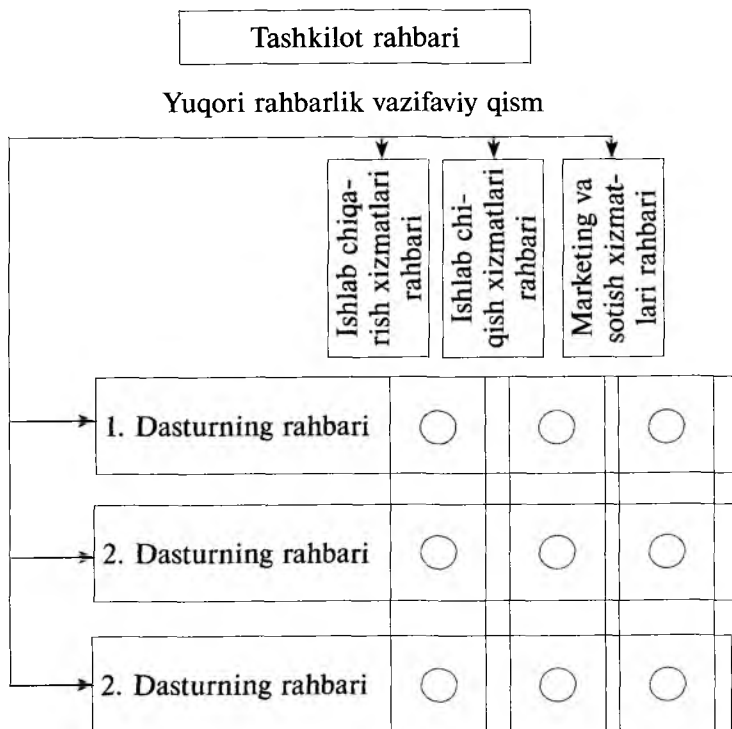 Tashkilot rahbari
Yuqori rahbarlik vazifaviy qism
Ishlab chiqa-
rish xizmatlari
rahbari
Ishlab chi-
qish xizmatlari
rahbari
Marketing va
sotish xizmat-
lari rahbari
1. Dasturning rahbari
2. Dasturning rahbari
2. Dasturning rahbari